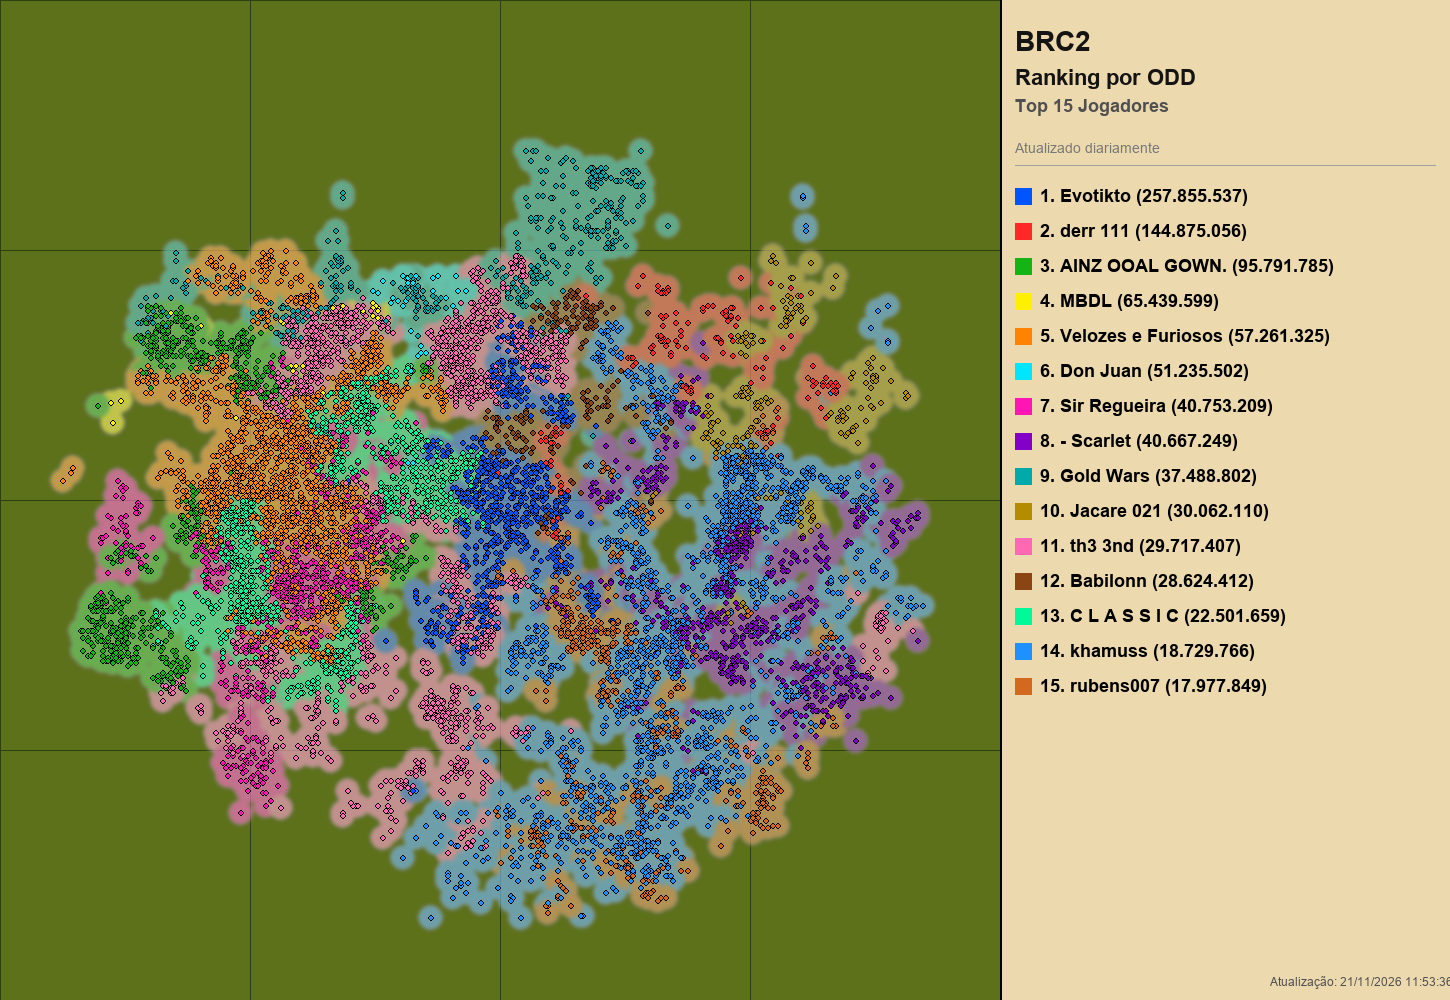 BRC2
Ranking por ODD
Top 15 Jogadores
Atualizado diariamente
1. Evotikto (257.855.537)
2. derr 111 (144.875.056)
3. AINZ OOAL GOWN. (95.791.785)
4. MBDL (65.439.599)
5. Velozes e Furiosos (57.261.325)
6. Don Juan (51.235.502)
7. Sir Regueira (40.753.209)
8. - Scarlet (40.667.249)
9. Gold Wars (37.488.802)
10. Jacare 021 (30.062.110)
11. th3 3nd (29.717.407)
12. Babilonn (28.624.412)
13. C L A S S I C (22.501.659)
14. khamuss (18.729.766)
15. rubens007 (17.977.849)
Atualização: 21/11/2026 11:53:36